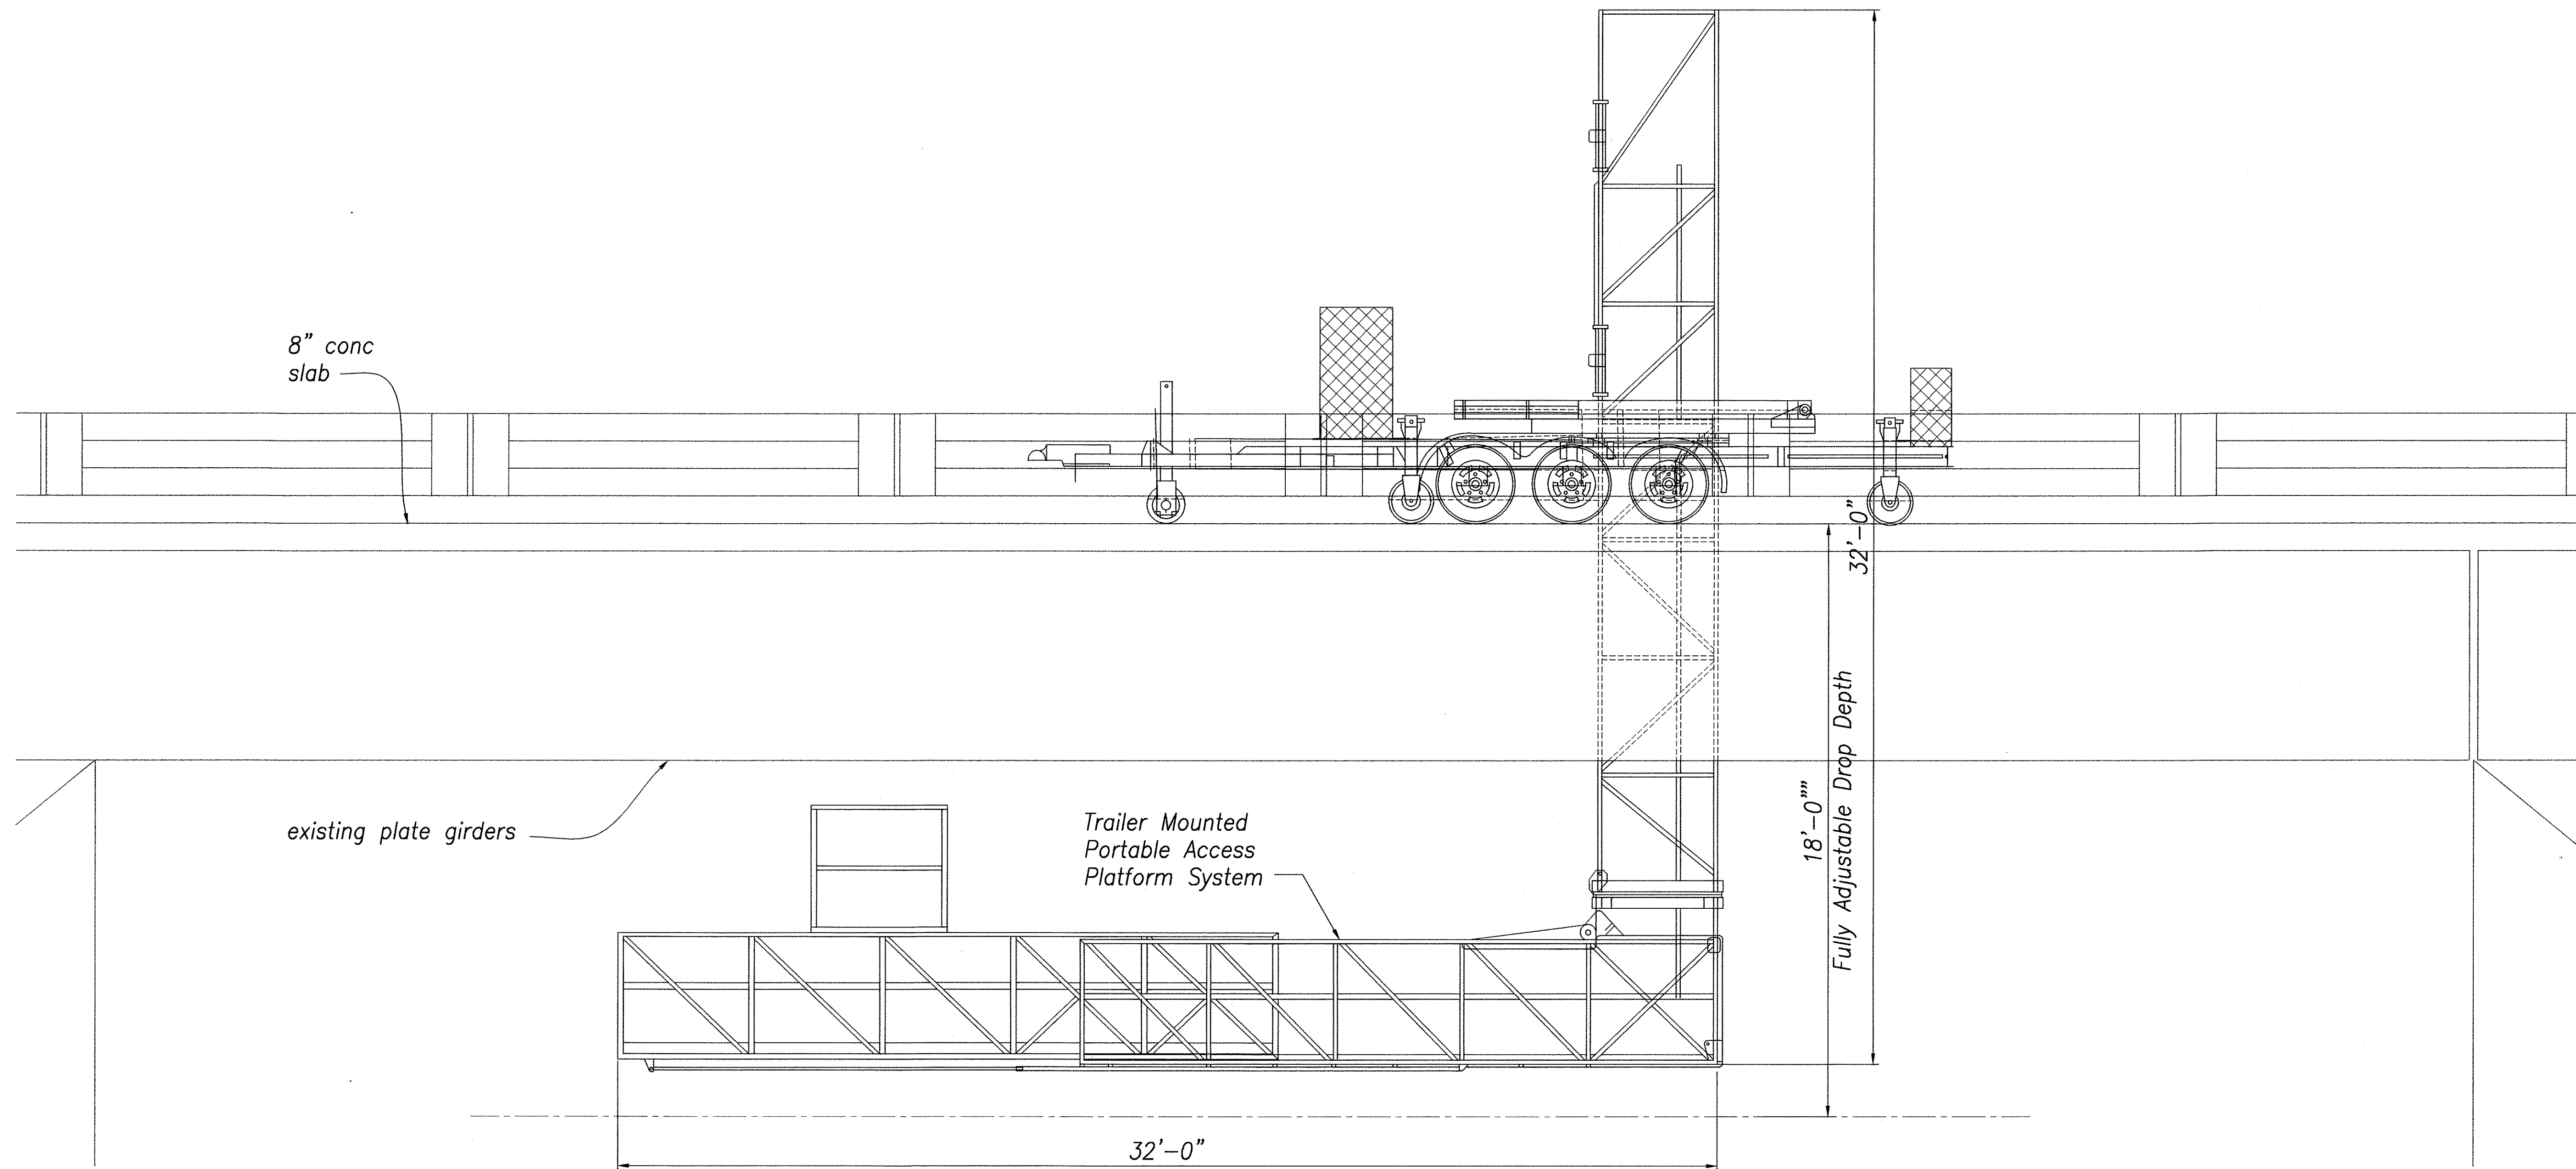 8" conc
slab
32'-0"
existing plate girders
Trailer Mounted
Portable Access
Platform System
18'-0""
Fully Adjustable Drop Depth
32'-0"